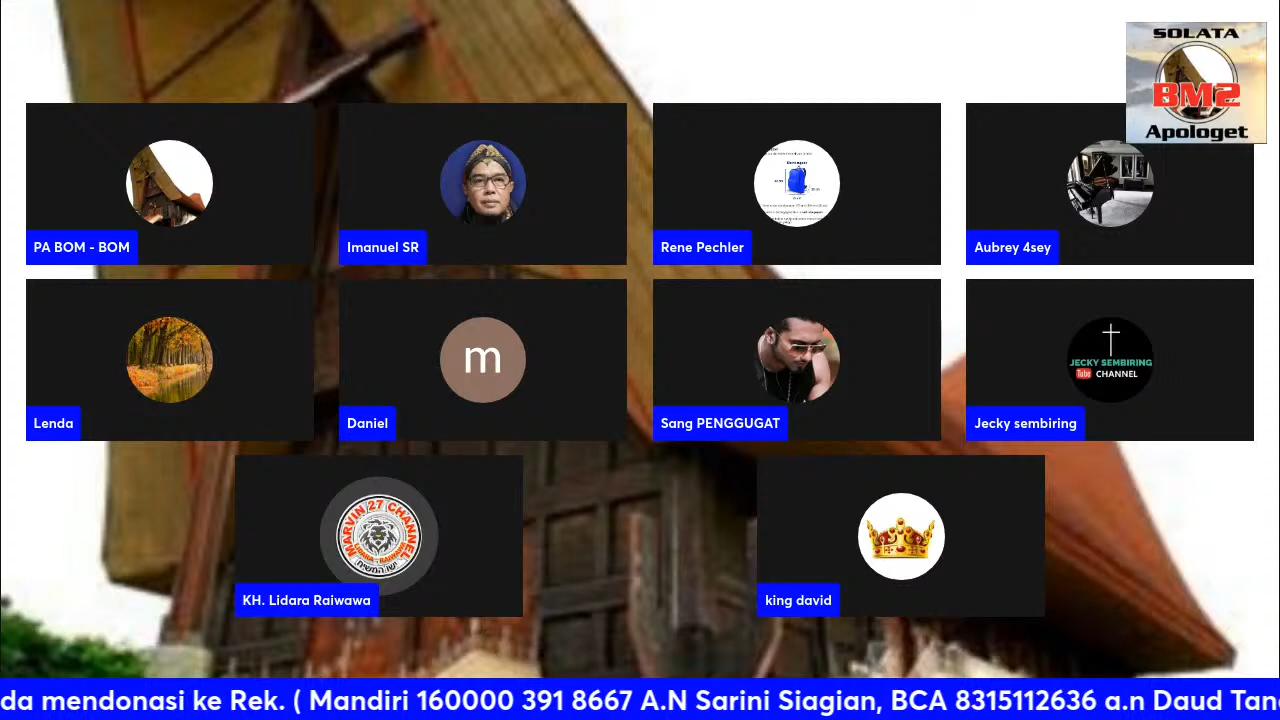 SOLATA
BM2
Apologet
PA BOM - BOM
Imanuel SR
Rene Pechler
Aubrey 4sey
m
JECKY SEMBIRING
Tube CHANNEL
Lenda
Daniel
Sang PENGGUGAT
Jecky sembiring
MARVIN 27 CHANNEL
KH. Lidara Raiwawa
king david
da mendonasi ke Rek. ( Mandiri 160000 391 8667 A.N Sarini Siagian, BCA 8315112636 a.n Daud Tan